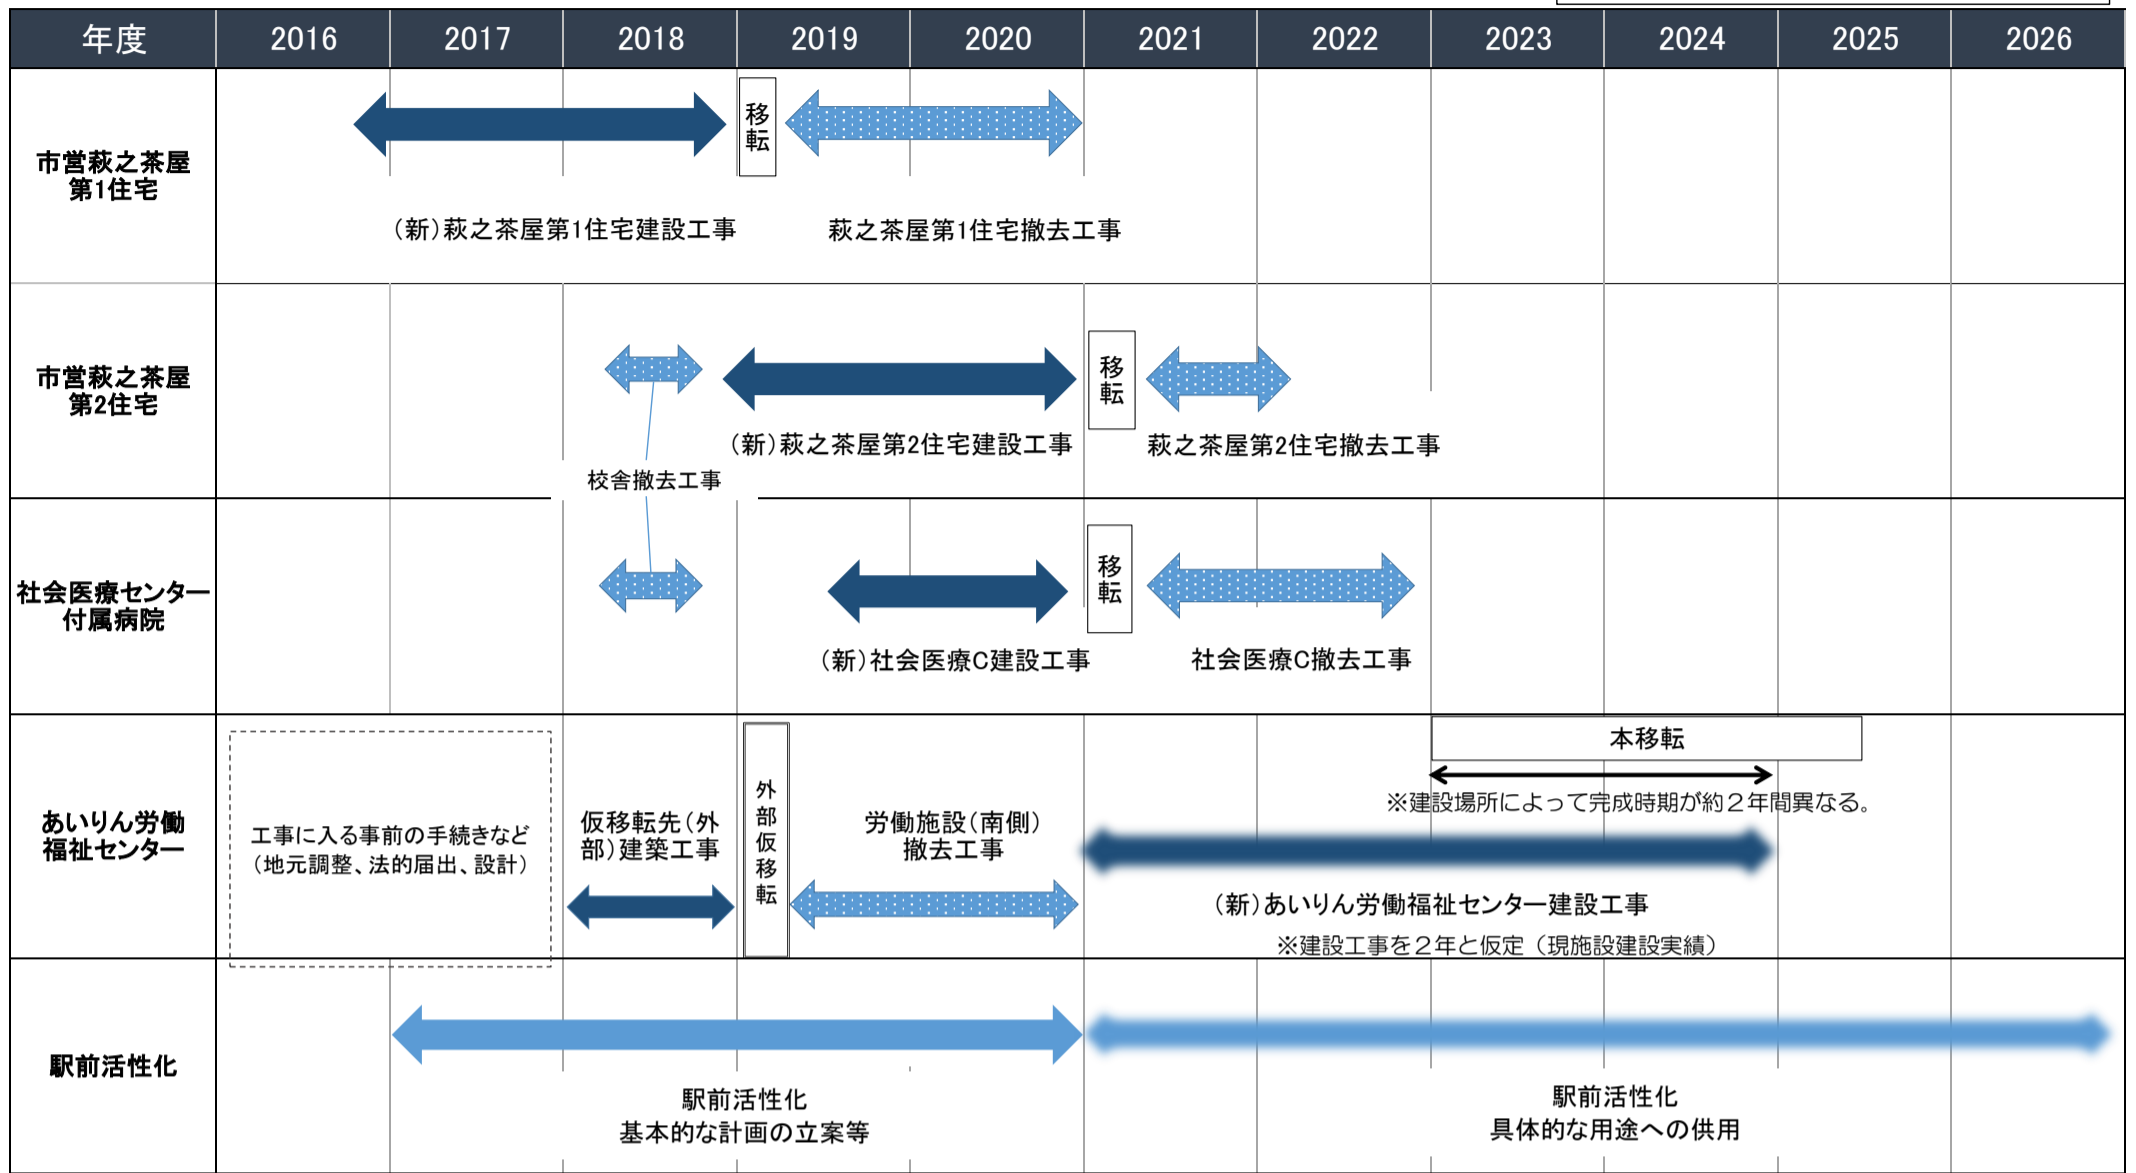 年度 2016 2017 2018 2019 2020 2021 2022 2023 2024 2025 2026
市営萩之茶屋
第1住宅
移
転
（新）萩之茶屋第1住宅建設工事
萩之茶屋第1住宅撤去工事
市営萩之茶屋
第2住宅
移
転
（新）萩之茶屋第2住宅建設工事
萩之茶屋第2住宅撤去工事
校舎撤去工事
社会医療センター
付属病院
移
転
（新）社会医療C建設工事
社会医療C撤去工事
あいりん労働
福祉センター
工事に入る事前の手続きなど
（地元調整、法的届出、設計）
仮移転先（外
部）建築工事
外
部
仮
移
転
労働施設（南側）
撤去工事
本移転
※建設場所によって完成時期が約２年間異なる。
（新）あいりん労働福祉センター建設工事
※建設工事を２年と仮定（現施設建設実績）
駅前活性化
駅前活性化
基本的な計画の立案等
駅前活性化
具体的な用途への供用